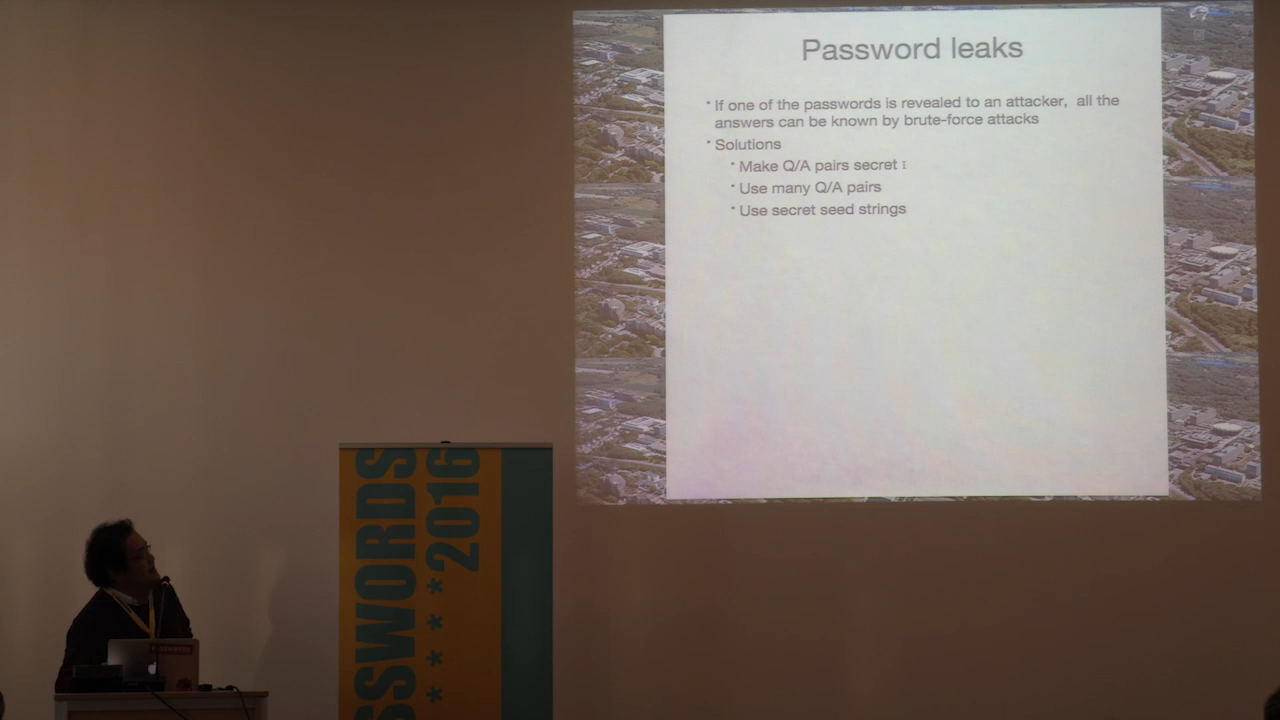 Password leaks
• If one of the passwords is revealed to an attacker, all the
answers can be known by brute-force attacks
• Solutions
• Make Q/A pairs secret
• Use many Q/A pairs
• Use secret seed strings
SSWORDS
****2016